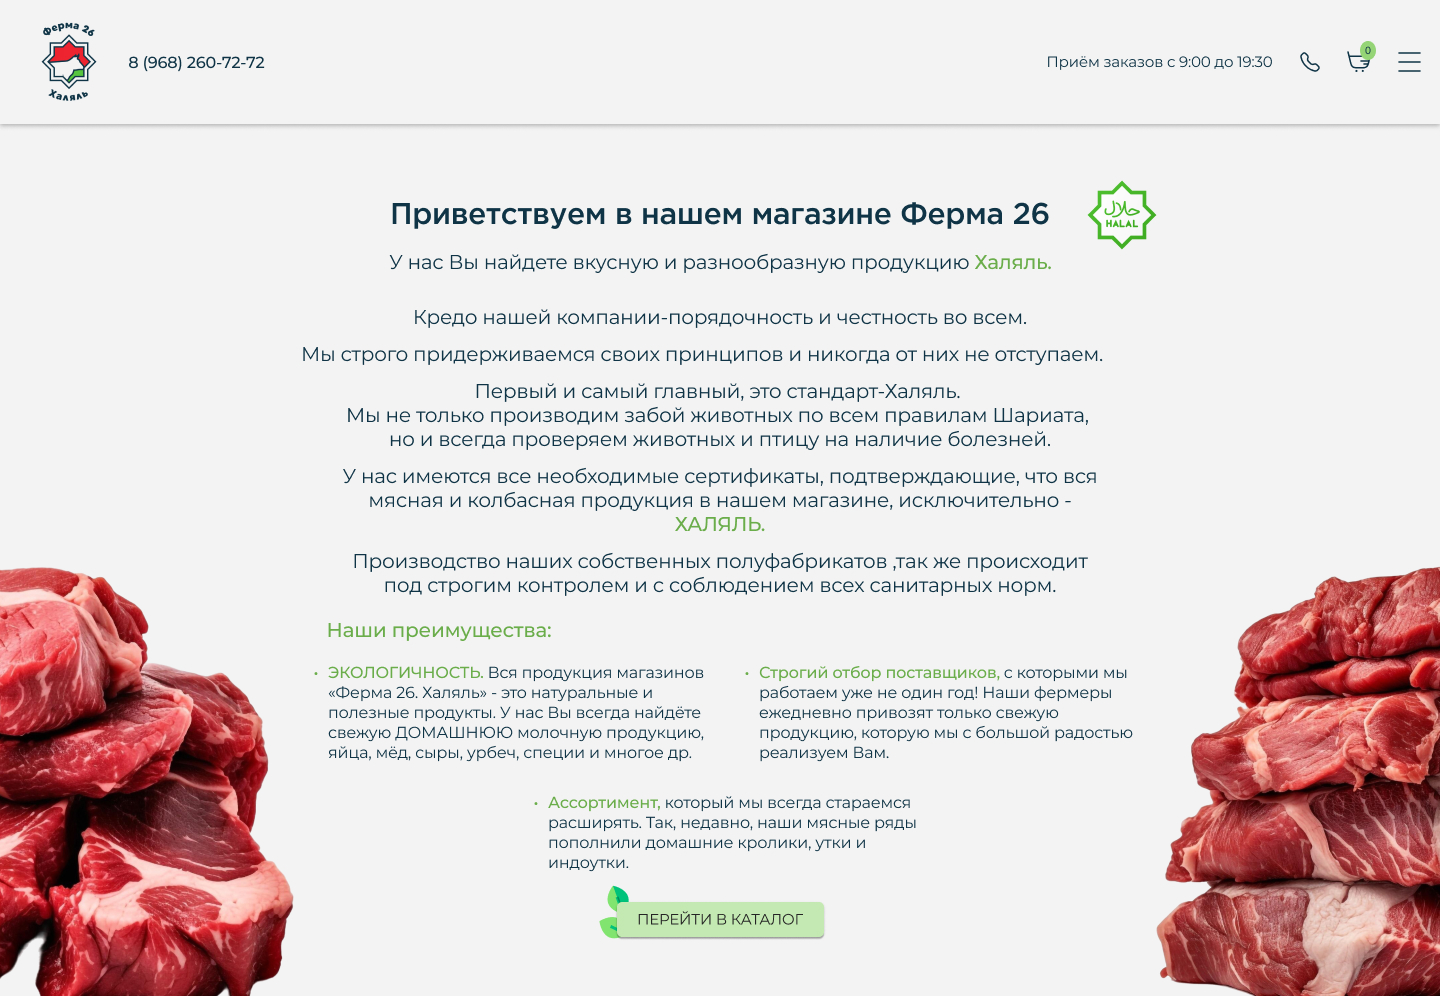 Ферма 26
Халяль
8 (968) 260-72-72
Приём заказов с 9:00 до 19:30
0
Приветствуем в нашем магазине Ферма 26
حلال
HALAL
У нас Вы найдете вкусную и разнообразную продукцию Халяль.
Кредо нашей компании-порядочность и честность во всем.
Мы строго придерживаемся своих принципов и никогда от них не отступаем.
Первый и самый главный, это стандарт-Халяль.
Мы не только производим забой животных по всем правилам Шариата,
но и всегда проверяем животных и птицу на наличие болезней.
У нас имеются все необходимые сертификаты, подтверждающие, что вся
мясная и колбасная продукция в нашем магазине, исключительно -
ХАЛЯЛЬ.
Производство наших собственных полуфабрикатов ,так же происходит
под строгим контролем и с соблюдением всех санитарных норм.
Наши преимущества:
• ЭКОЛОГИЧНОСТЬ. Вся продукция магазинов
«Ферма 26. Халяль» - это натуральные и
полезные продукты. У нас Вы всегда найдёте
свежую ДОМАШНЮЮ молочную продукцию,
яйца, мёд, сыры, урбеч, специи и многое др.
• Строгий отбор поставщиков, с которыми мы
работаем уже не один год! Наши фермеры
ежедневно привозят только свежую
продукцию, которую мы с большой радостью
реализуем Вам.
• Ассортимент, который мы всегда стараемся
расширять. Так, недавно, наши мясные ряды
пополнили домашние кролики, утки и
индоутки.
ПЕРЕЙТИ В КАТАЛОГ